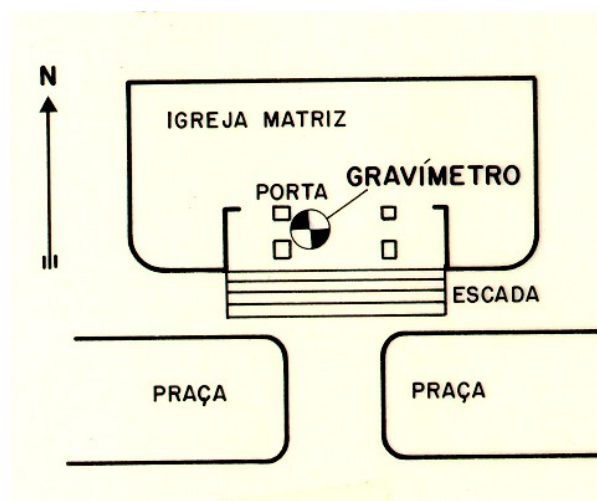 N
IGREJA MATRIZ
GRAVÍMETRO
PORTA
ESCADA
PRAÇA
PRAÇA